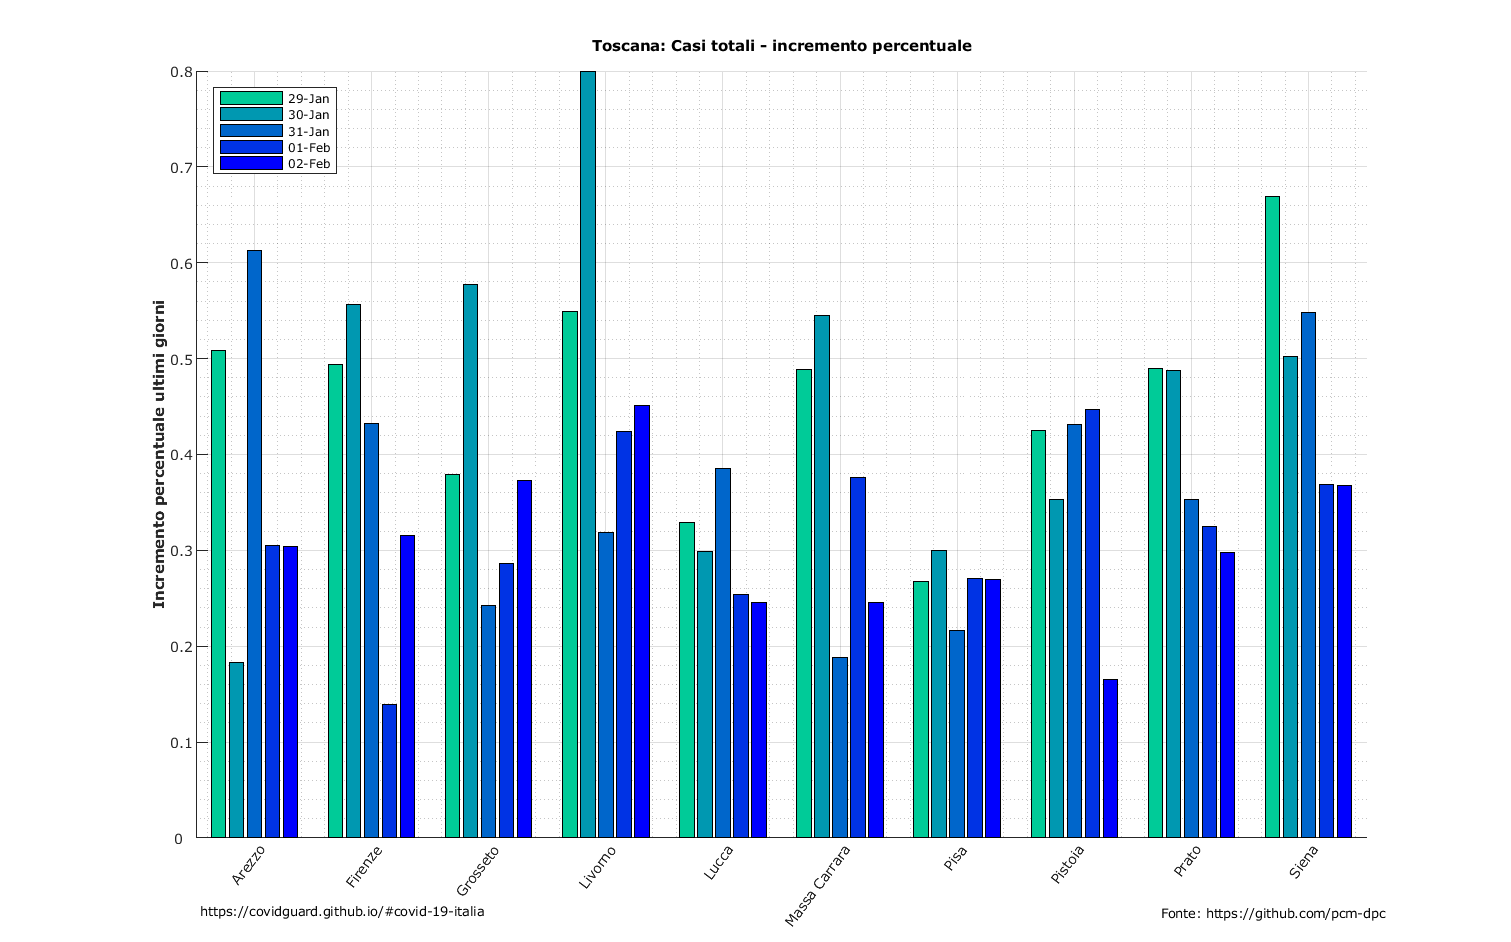 Toscana: Casi totali - incremento percentuale
Incremento percentuale ultimi giorni
0.8
0.7
0.6
0.5
0.4
0.3
0.2
0.1
0
29-Jan
30-Jan
31-Jan
01-Feb
02-Feb
Arezzo
Firenze
Grosseto
Livorno
Lucca
Massa Carrara
Pisa
Pistoia
Prato
Siena
https://covidguard.github.io/#covid-19-italia
Fonte: https://github.com/pcm-dpc